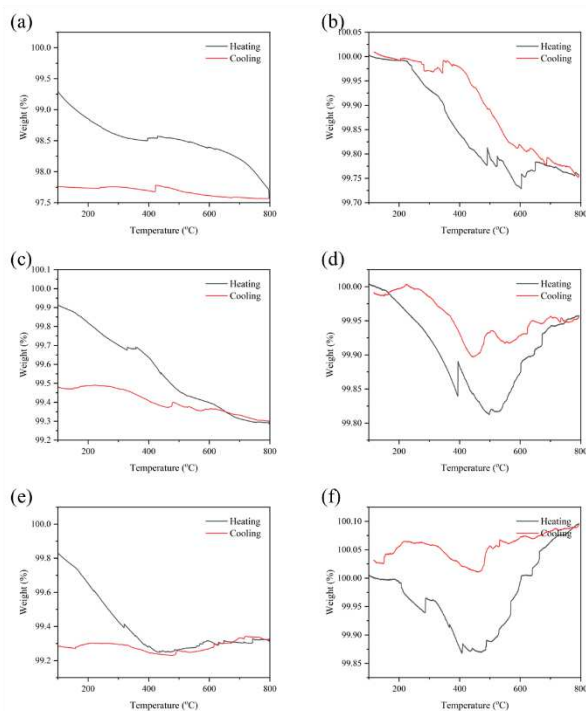 (a)
100.0
99.5
99.0
98.5
98.0
97.5
Weight (%)
Heating
Cooling
200 400 600 800
Temperature (°C)
(b)
100.05
100.00
99.95
99.90
99.85
99.80
99.75
99.70
Weight (%)
Heating
Cooling
200 400 600 800
Temperature (°C)
(c)
100.1
100.0
99.9
99.8
99.7
99.6
99.5
99.4
99.3
99.2
Weight (%)
Heating
Cooling
200 400 600 800
Temperature (°C)
(d)
100.00
99.95
99.90
99.85
99.80
Weight (%)
Heating
Cooling
200 400 600 800
Temperature (°C)
(e)
100.0
99.8
99.6
99.4
99.2
Weight (%)
Heating
Cooling
200 400 600 800
Temperature (°C)
(f)
100.10
100.05
100.00
99.95
99.90
99.85
Weight (%)
Heating
Cooling
200 400 600 800
Temperature (°C)